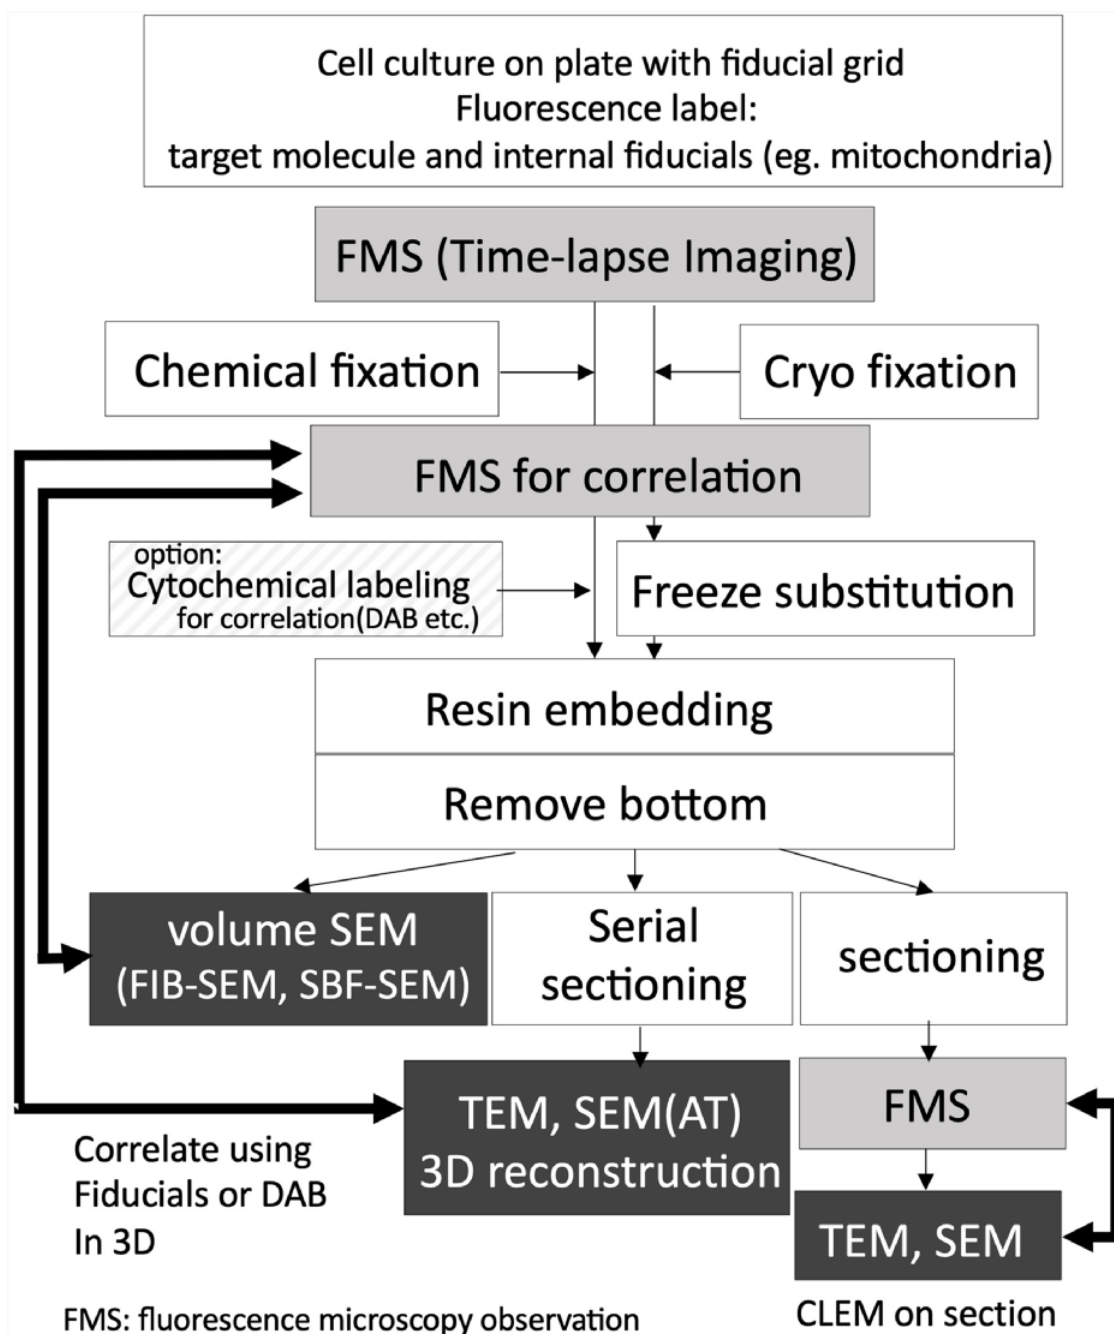 Cell culture on plate with fiducial grid
Fluorescence label:
target molecule and internal fiducials (eg. mitochondria)
FMS (Time-lapse Imaging)
Chemical fixation
Cryo fixation
FMS for correlation
option:
Cytochemical labeling
for correlation(DAB etc.)
Freeze substitution
Resin embedding
Remove bottom
volume SEM
(FIB-SEM, SBF-SEM)
Serial
sectioning
sectioning
TEM, SEM(AT)
3D reconstruction
FMS
TEM, SEM
Correlate using
Fiducials or DAB
In 3D
FMS: fluorescence microscopy observation
CLEM on section